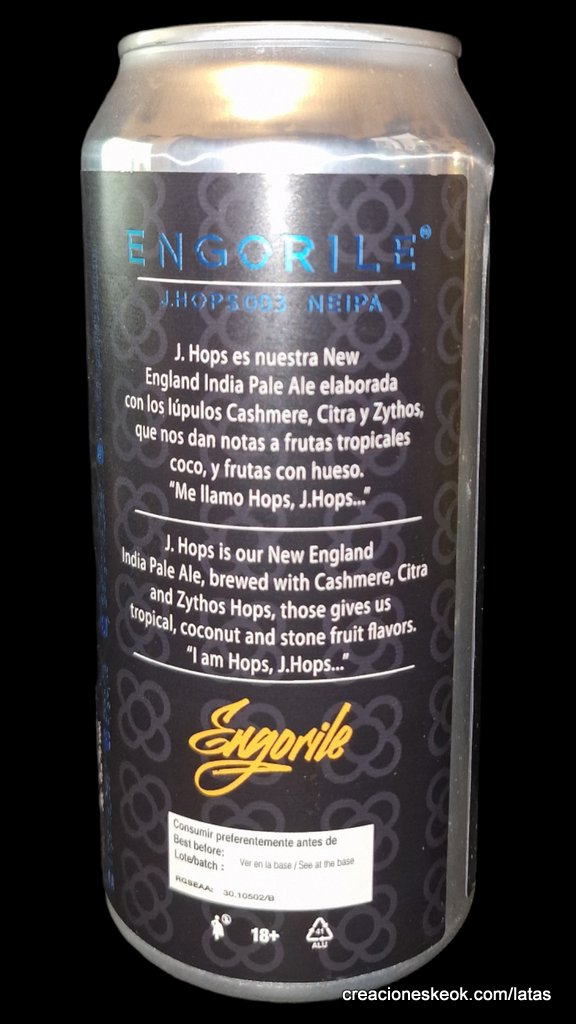 ENGORILE®
J.HOPS003 NEIPA
J. Hops es nuestra New
England India Pale Ale elaborada
con los lúpulos Cashmere, Citra y Zythos,
que nos dan notas a frutas tropicales
coco, y frutas con hueso.
“Me llamo Hops, J.Hops...”
J. Hops is our New England
India Pale Ale, brewed with Cashmere, Citra
and Zythos Hops, those gives us
tropical, coconut and stone fruit flavors.
“I am Hops, J.Hops...”
Engorile
Consumir preferentemente antes de
Best before:
Lote/batch : Ver en la base / See at the base
RGSEAA: 30.10502/B
18+
41
ALU
creacioneskeok.com/latas